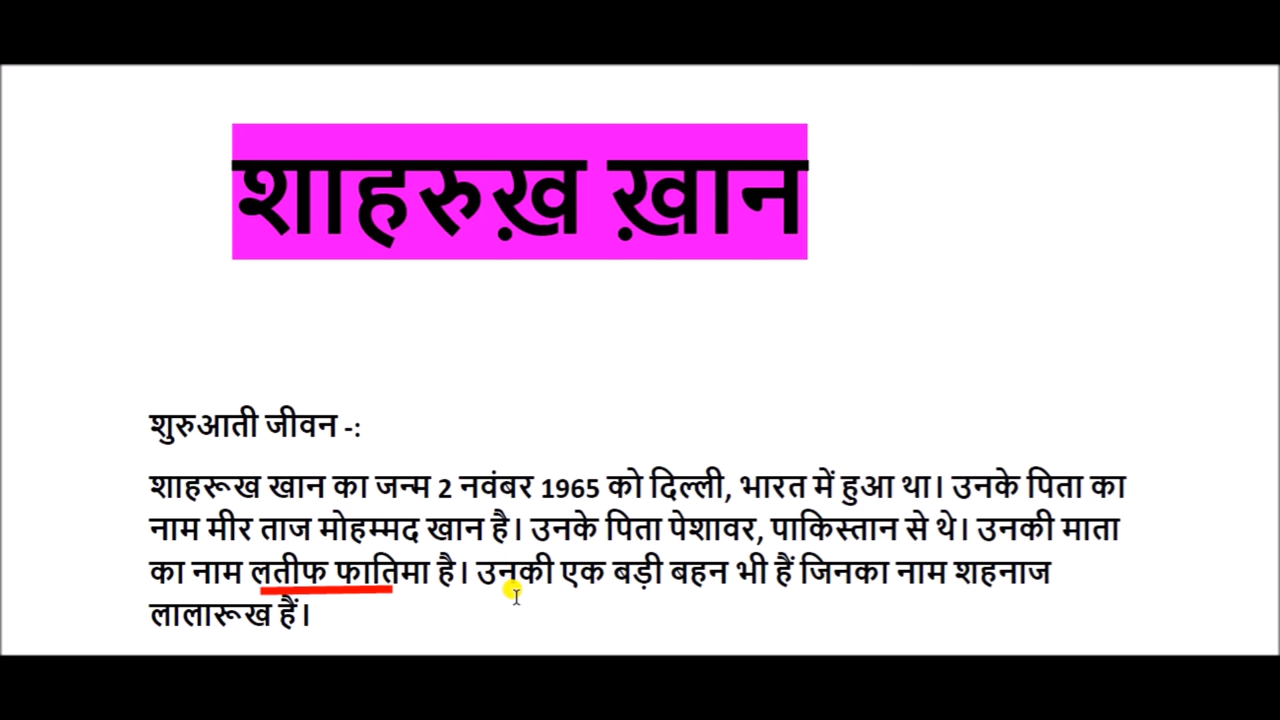 शाहरुख़ ख़ान
शुरुआती जीवन -:
शाहरूख खान का जन्म 2 नवंबर 1965 को दिल्ली, भारत में हुआ था। उनके पिता का
नाम मीर ताज मोहम्मद खान है। उनके पिता पेशावर, पाकिस्तान से थे। उनकी माता
का नाम लतीफ फातिमा है। उनकी एक बड़ी बहन भी हैं जिनका नाम शहनाज
लालारूख हैं।